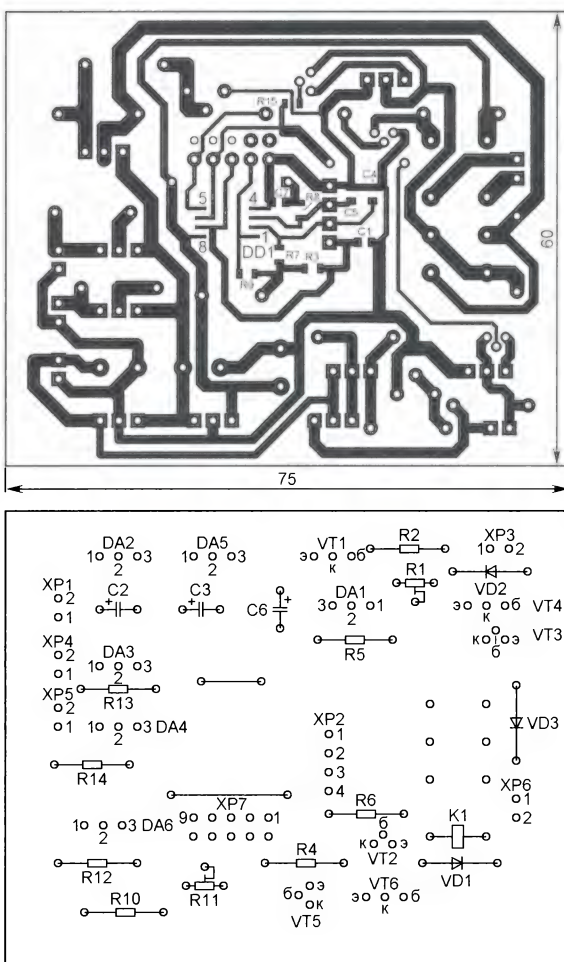 R15
C4
5 4 C7 R8 C5
8 1 C1
DD1 R7 R3
R9
60
75
DA2 DA5 VT1 R2 XP3
1 3 1 3 э б 1 2
2 2 к
XP1 R1
2 C2 C3 C6 DA1 VD2 VT4
1 + + + 3 1 э б
2 к
VT3
к э
б
XP4 R5
2 DA3
1 1 3
2
XP5 R13
2
1 1 3 DA4
2
XP2 VD3
1
2
3
4
R14
XP6
1
2
XP7 R6 K1
9 1 б
1 3 DA6 к э
2 VT2
R12 R4 VD1
R11 б э VT6
к э б
R10 VT5 к